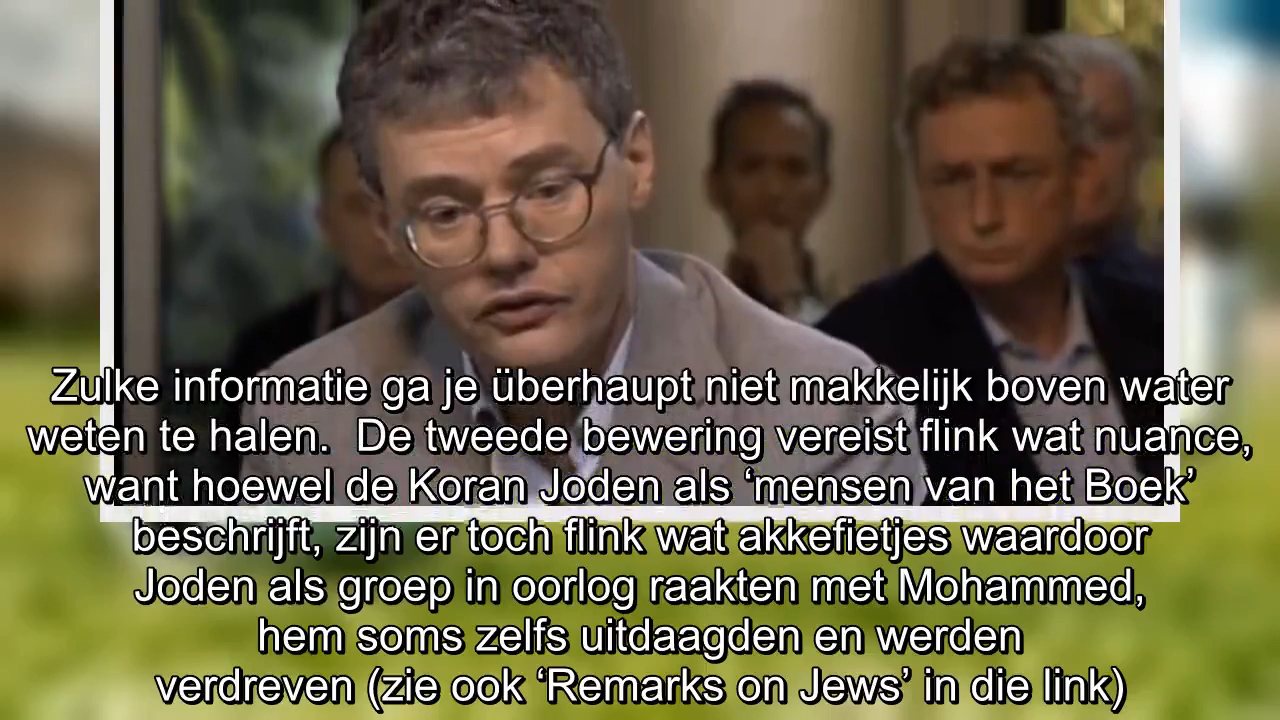 Zulke informatie ga je überhaupt niet makkelijk boven water
weten te halen.  De tweede bewering vereist flink wat nuance,
want hoewel de Koran Joden als ‘mensen van het Boek’
beschrijft, zijn er toch flink wat akkefietjes waardoor
Joden als groep in oorlog raakten met Mohammed,
hem soms zelfs uitdaagden en werden
verdreven (zie ook ‘Remarks on Jews’ in die link)